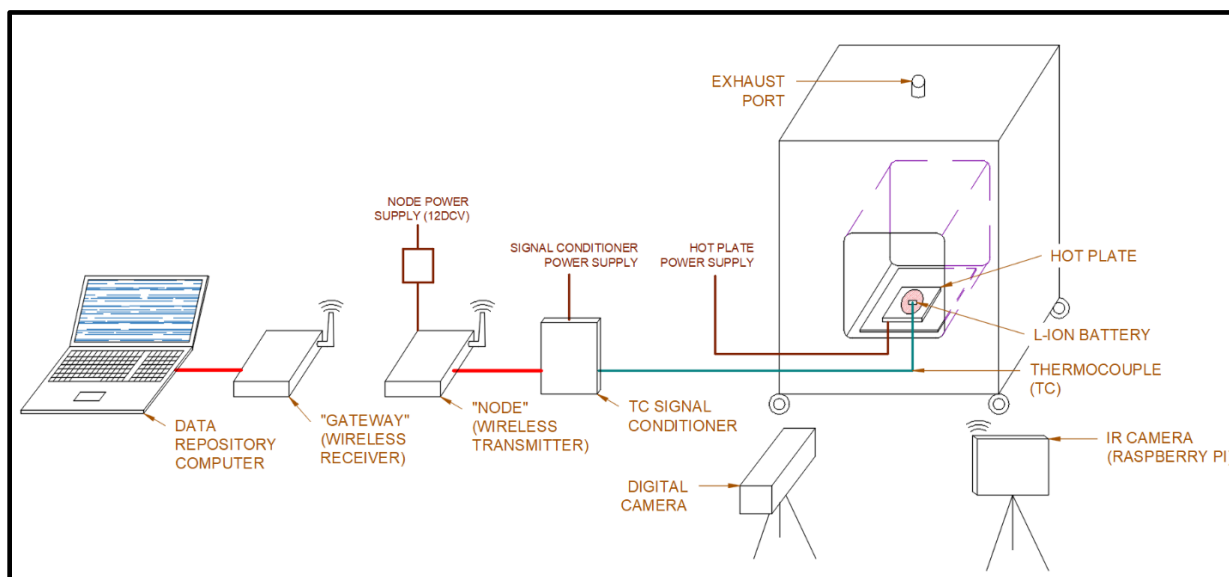 EXHAUST
PORT
NODE POWER
SUPPLY (12DCV)
SIGNAL CONDITIONER
POWER SUPPLY
HOT PLATE
POWER SUPPLY
HOT PLATE
L-ION BATTERY
THERMOCOUPLE
(TC)
DATA
REPOSITORY
COMPUTER
"GATEWAY"
(WIRELESS
RECEIVER)
"NODE"
(WIRELESS
TRANSMITTER)
TC SIGNAL
CONDITIONER
DIGITAL
CAMERA
IR CAMERA
(RASPBERRY PI)